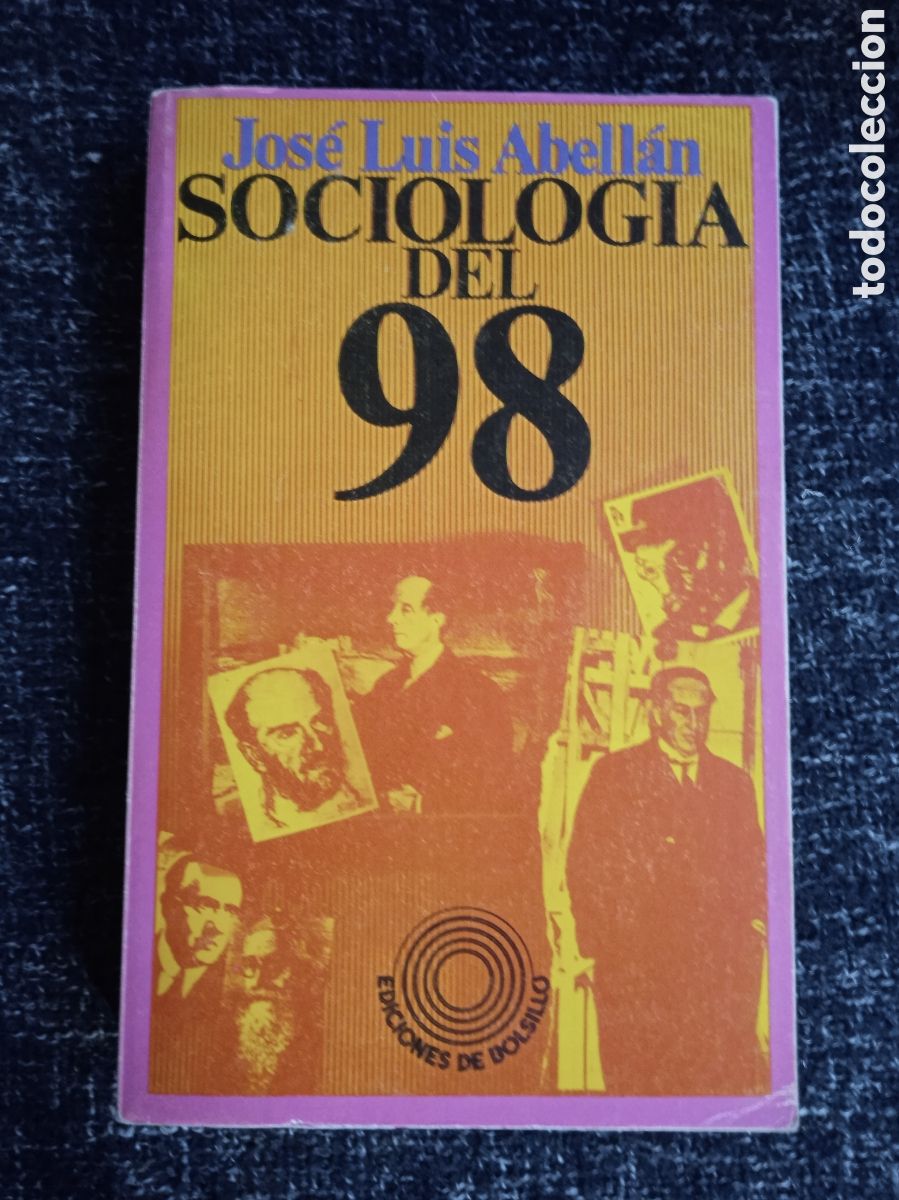 José Luis Abellán
SOCIOLOGIA
DEL
98
EDICIONES DE BOLSILLO
todocoleccion